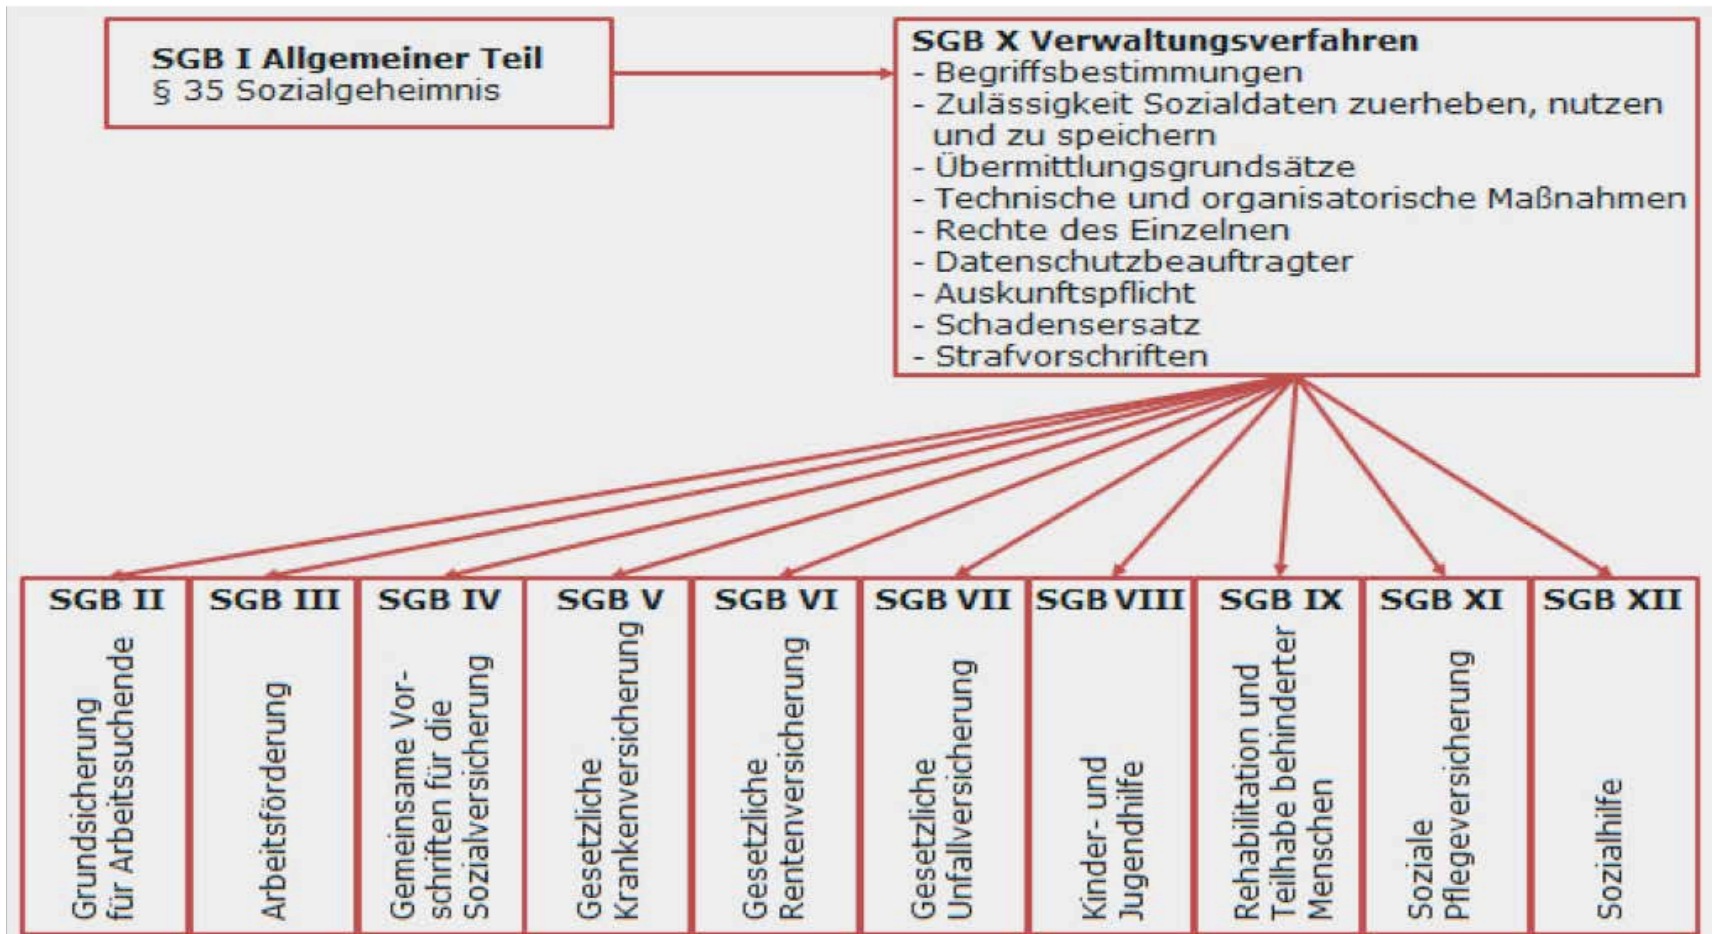 SGB I Allgemeiner Teil
§ 35 Sozialgeheimnis
SGB X Verwaltungsverfahren
- Begriffsbestimmungen
- Zulässigkeit Sozialdaten zuerheben, nutzen
und zu speichern
- Übermittlungsgrundsätze
- Technische und organisatorische Maßnahmen
- Rechte des Einzelnen
- Datenschutzbeauftragter
- Auskunftspflicht
- Schadensersatz
- Strafvorschriften
SGB II
Grundsicherung
für Arbeitssuchende
SGB III
Arbeitsförderung
SGB IV
Gemeinsame Vor-
schriften für die
Sozialversicherung
SGB V
Gesetzliche
Krankenversicherung
SGB VI
Gesetzliche
Rentenversicherung
SGB VII
Gesetzliche
Unfallversicherung
SGB VIII
Kinder- und
Jugendhilfe
SGB IX
Rehabilitation und
Teilhabe behinderter
Menschen
SGB XI
Soziale
Pflegeversicherung
SGB XII
Sozialhilfe